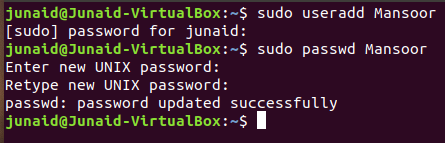 junaid@Junaid-VirtualBox:~$ sudo useradd Mansoor
[sudo] password for junaid:
junaid@Junaid-VirtualBox:~$ sudo passwd Mansoor
Enter new UNIX password:
Retype new UNIX password:
passwd: password updated successfully
junaid@Junaid-VirtualBox:~$